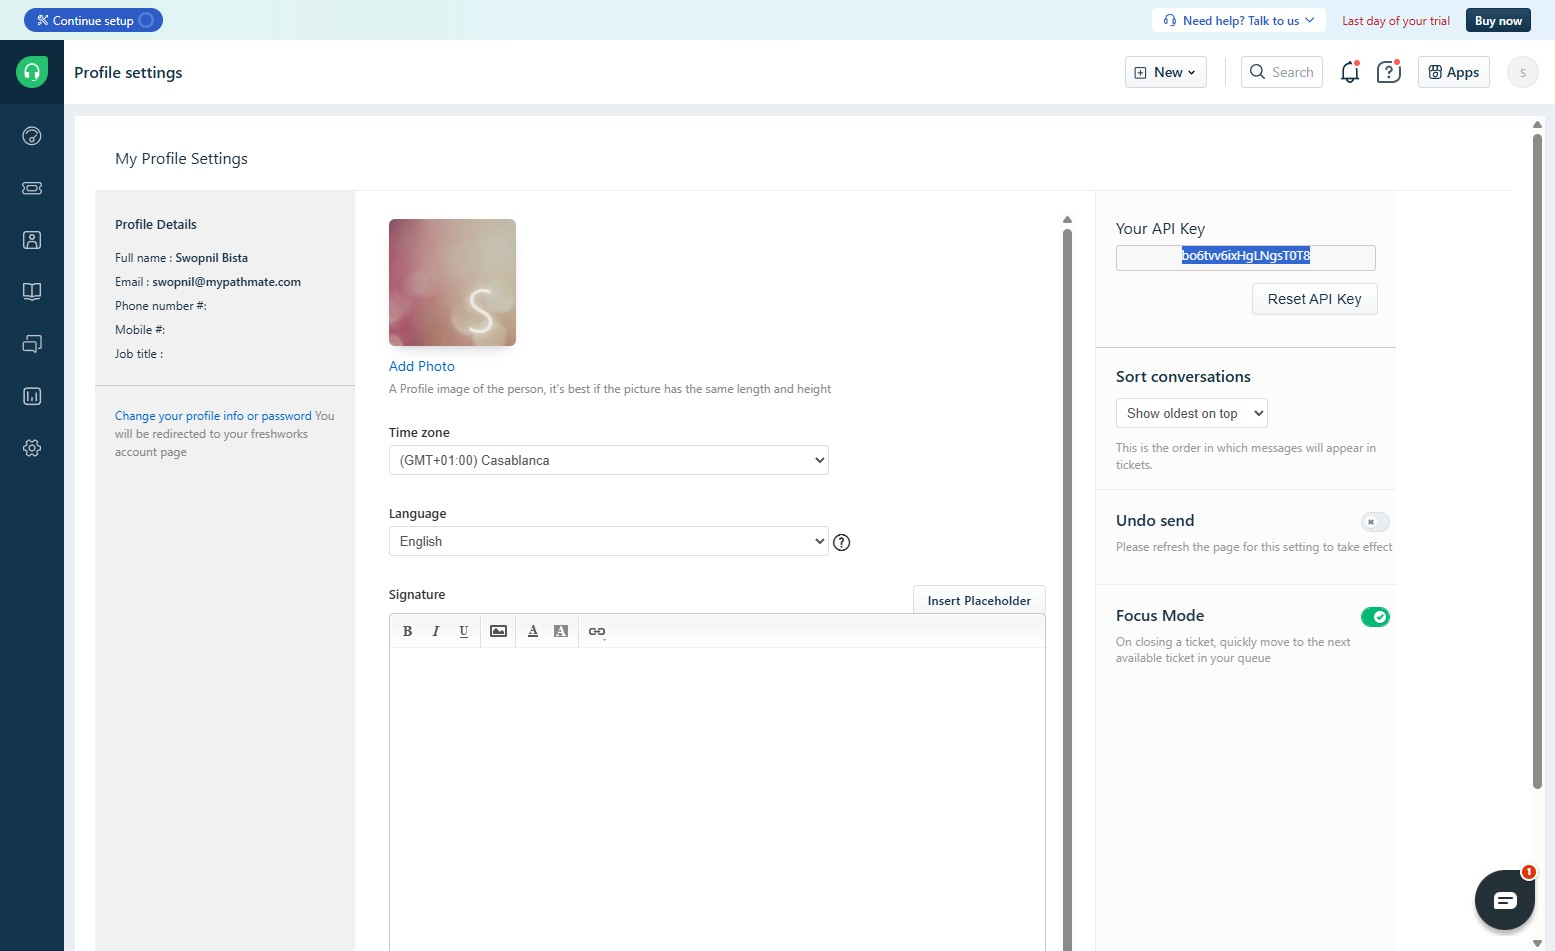 Continue setup
Need help? Talk to us
Last day of your trial
Buy now
Profile settings
New
Search
Apps
S
My Profile Settings
Profile Details
Full name : Swopnil Bista
Email : swopnil@mypathmate.com
Phone number #:
Mobile #:
Job title :
Change your profile info or password You
will be redirected to your freshworks
account page
S
Add Photo
A Profile image of the person, it's best if the picture has the same length and height
Time zone
(GMT+01:00) Casablanca
Language
English
Signature
Insert Placeholder
B I U A A
Your API Key
bo6tvv6ixHgLNgsT0T8
Reset API Key
Sort conversations
Show oldest on top
This is the order in which messages will appear in
tickets.
Undo send
Please refresh the page for this setting to take effect
Focus Mode
On closing a ticket, quickly move to the next
available ticket in your queue
1